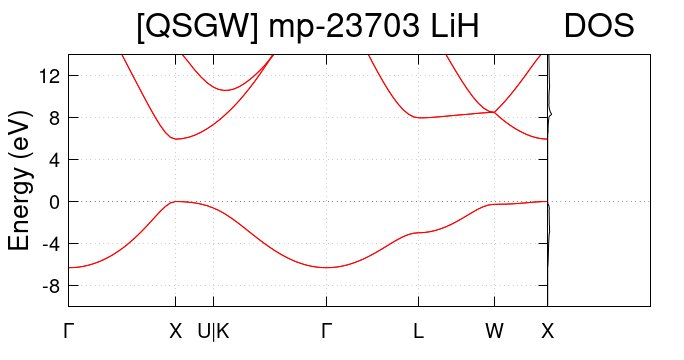 [QSGW] mp-23703 LiH DOS
Energy (eV)
12
8
4
0
-4
-8
Γ X U|K Γ L W X